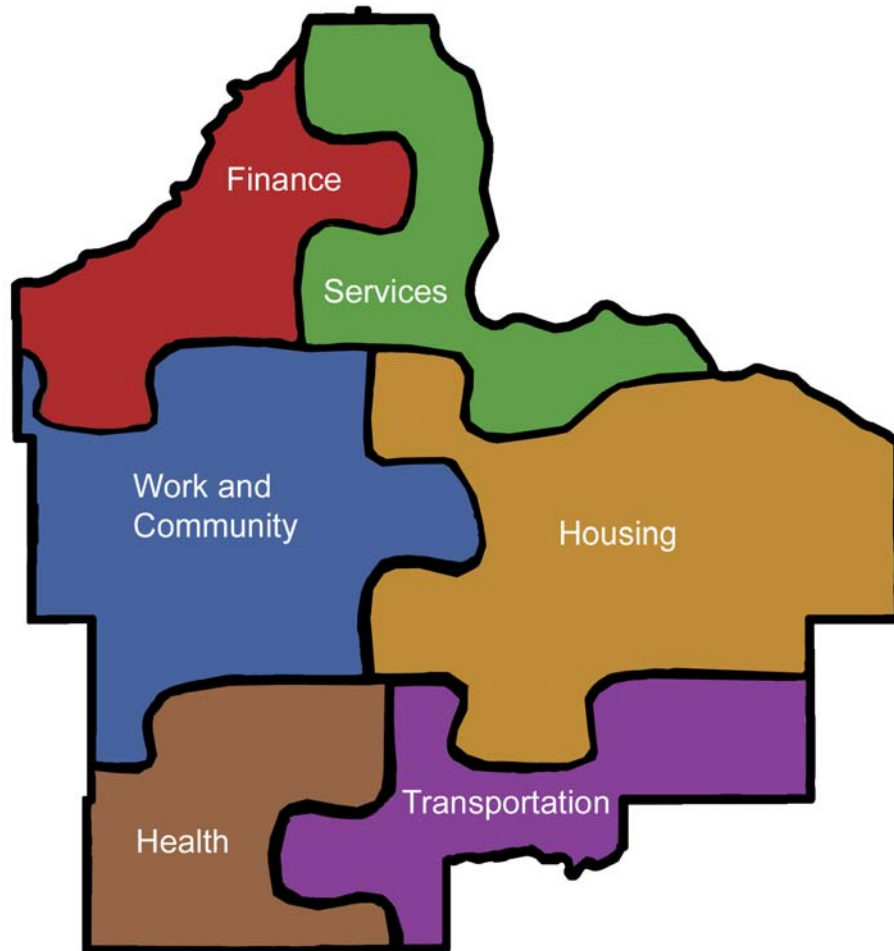 Finance
Services
Work and
Community
Housing
Transportation
Health